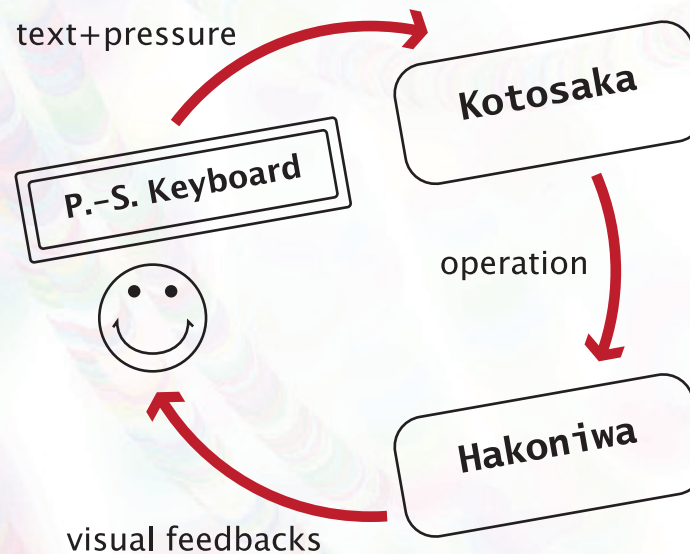 text+pressure
Kotosaka
P.-S. Keyboard
operation
Hakoniwa
visual feedbacks